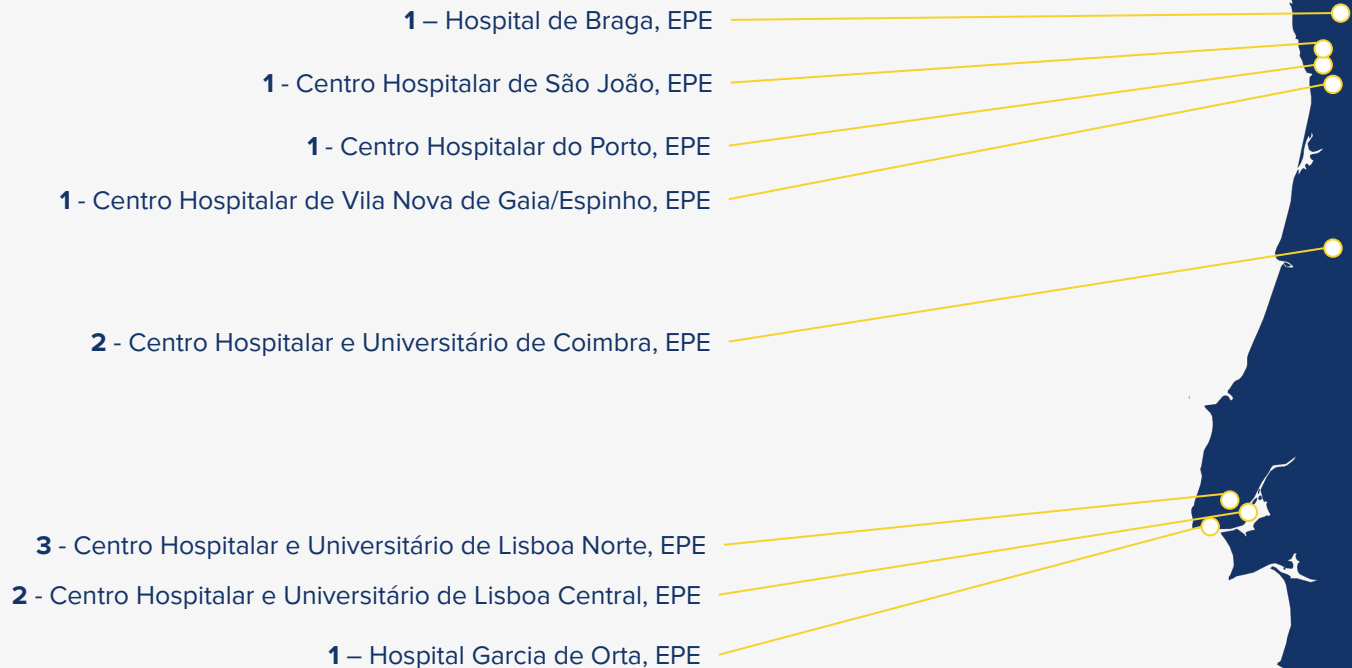 1 – Hospital de Braga, EPE
1 - Centro Hospitalar de São João, EPE
1 - Centro Hospitalar do Porto, EPE
1 - Centro Hospitalar de Vila Nova de Gaia/Espinho, EPE
2 - Centro Hospitalar e Universitário de Coimbra, EPE
3 - Centro Hospitalar e Universitário de Lisboa Norte, EPE
2 - Centro Hospitalar e Universitário de Lisboa Central, EPE
1 – Hospital Garcia de Orta, EPE